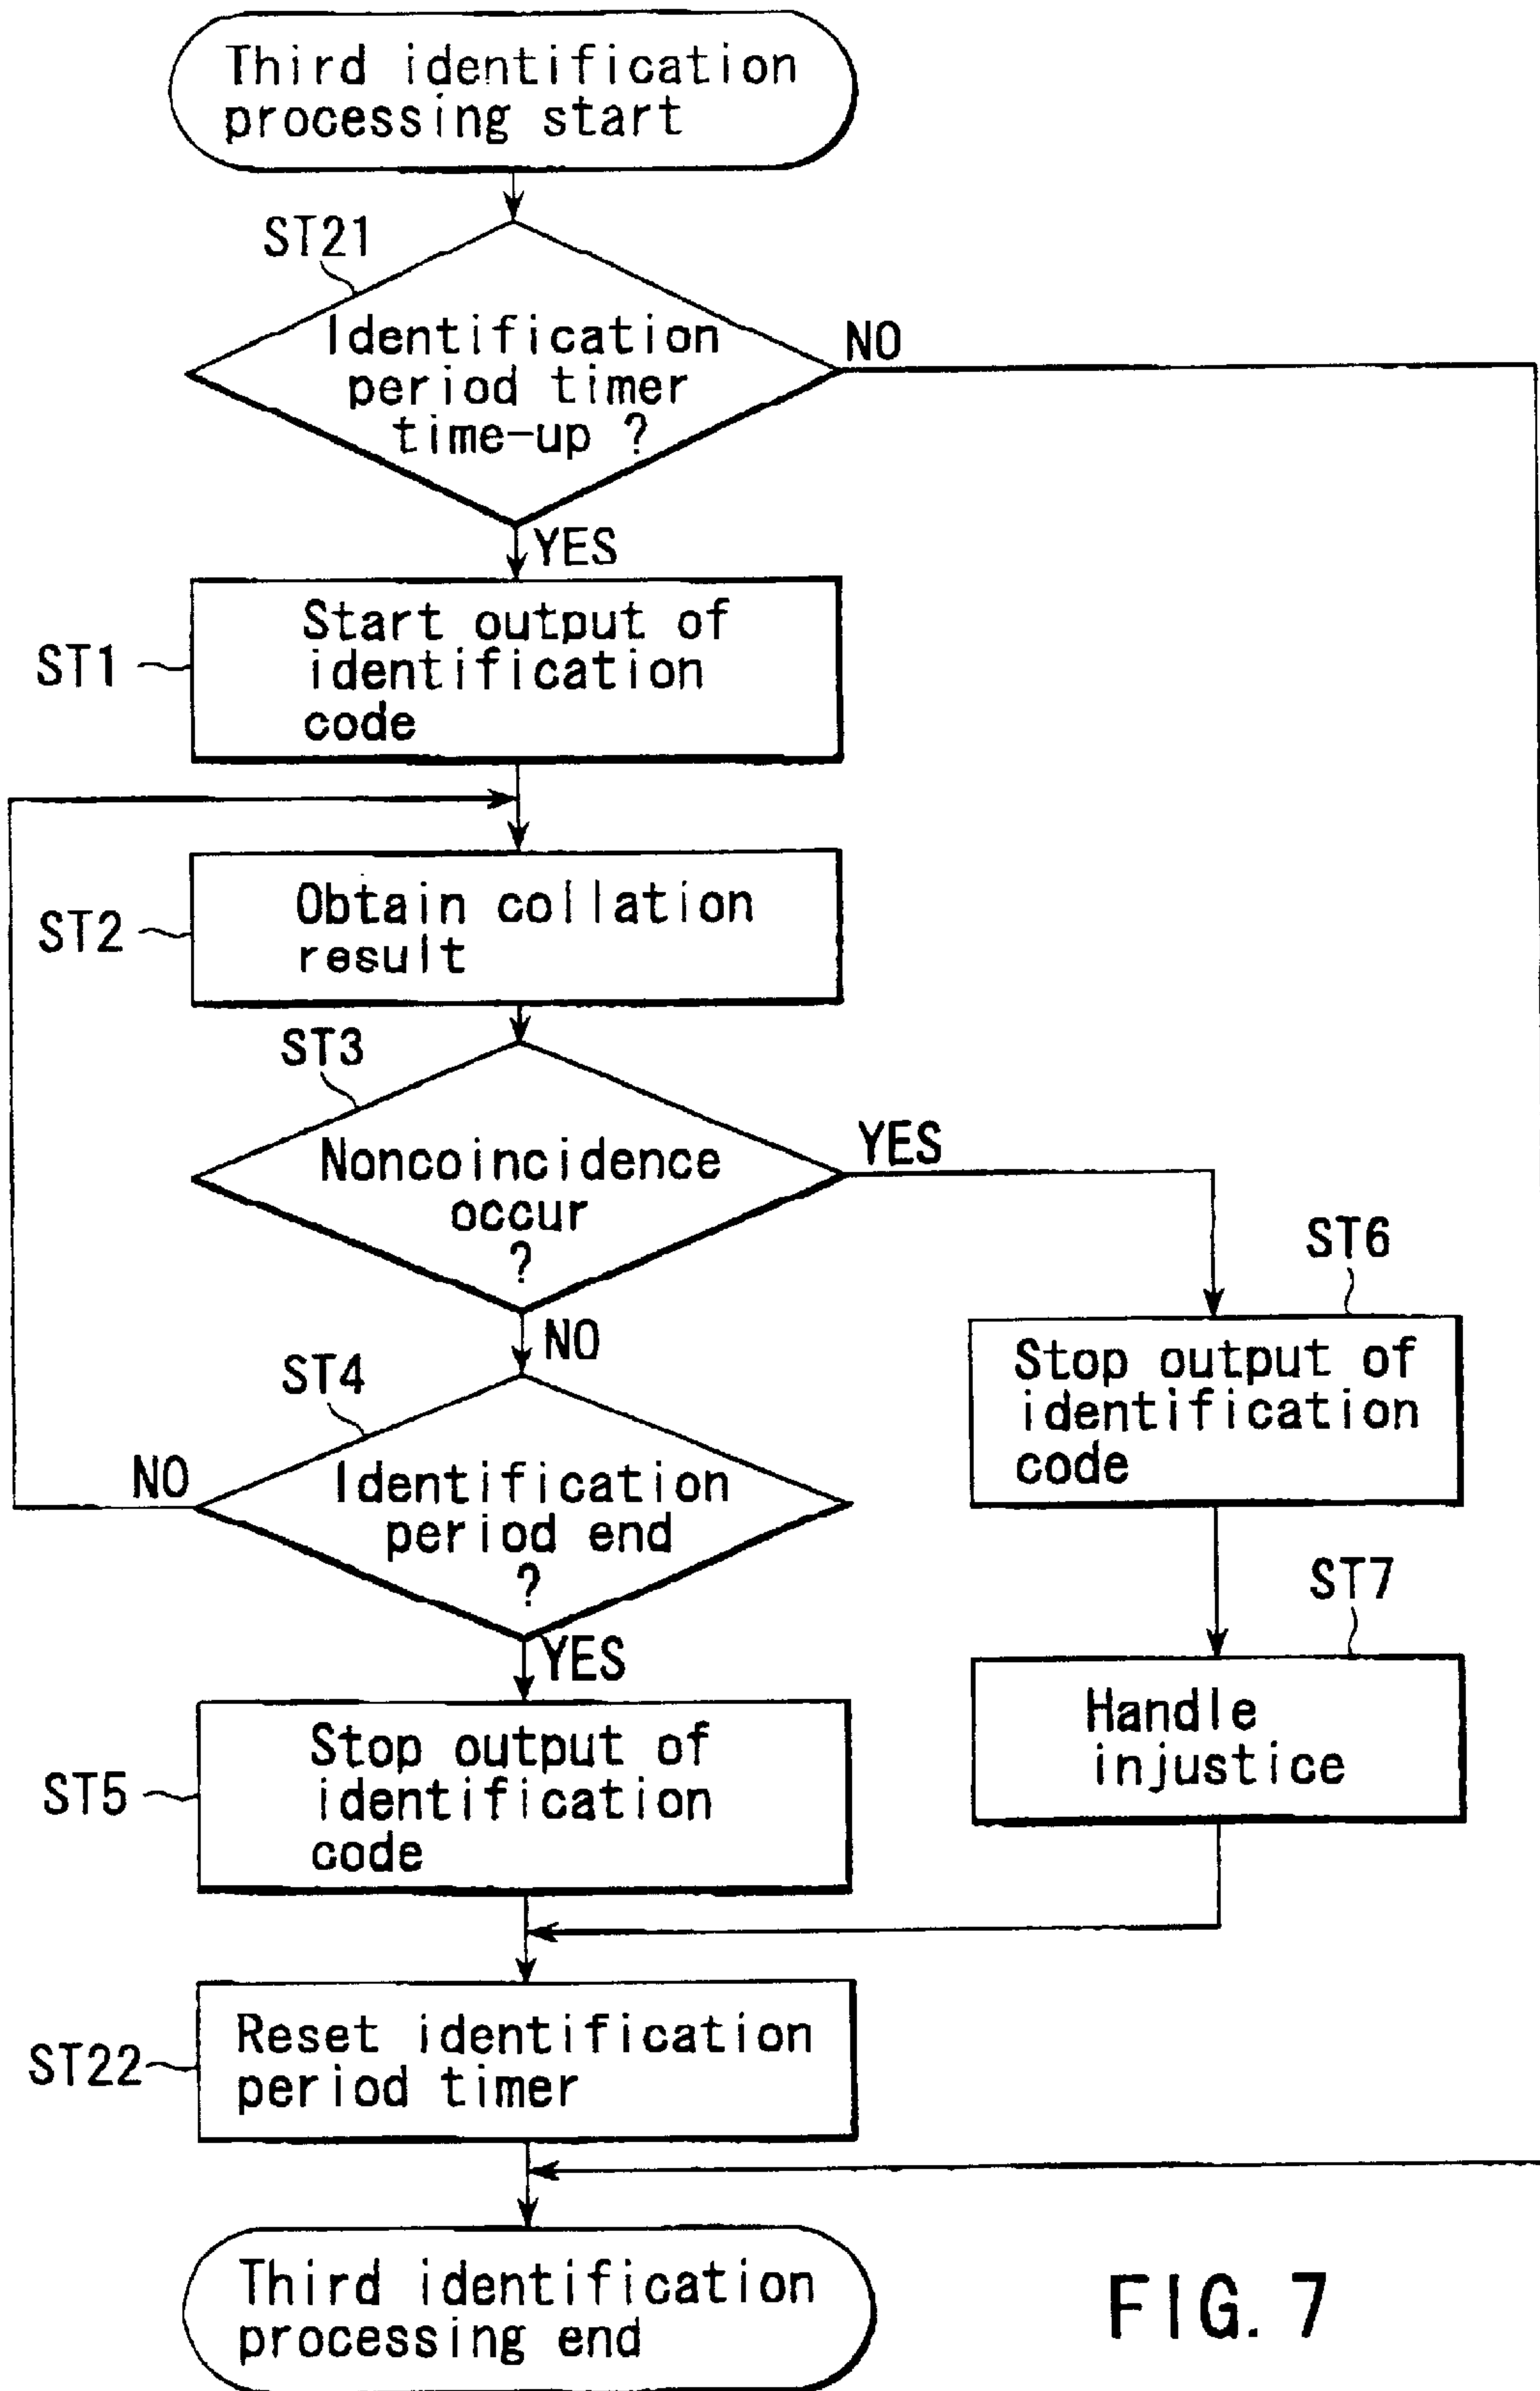 Third identification
processing start
ST21
Identification
period timer
time-up ?
NO
YES
ST1
Start output of
identification
code
ST2
Obtain collation
result
ST3
Noncoincidence
occur
?
YES
NO
ST6
Stop output of
identification
code
ST4
Identification
period end
?
NO
YES
ST7
Handle
injustice
ST5
Stop output of
identification
code
ST22
Reset identification
period timer
Third identification
processing end
FIG. 7